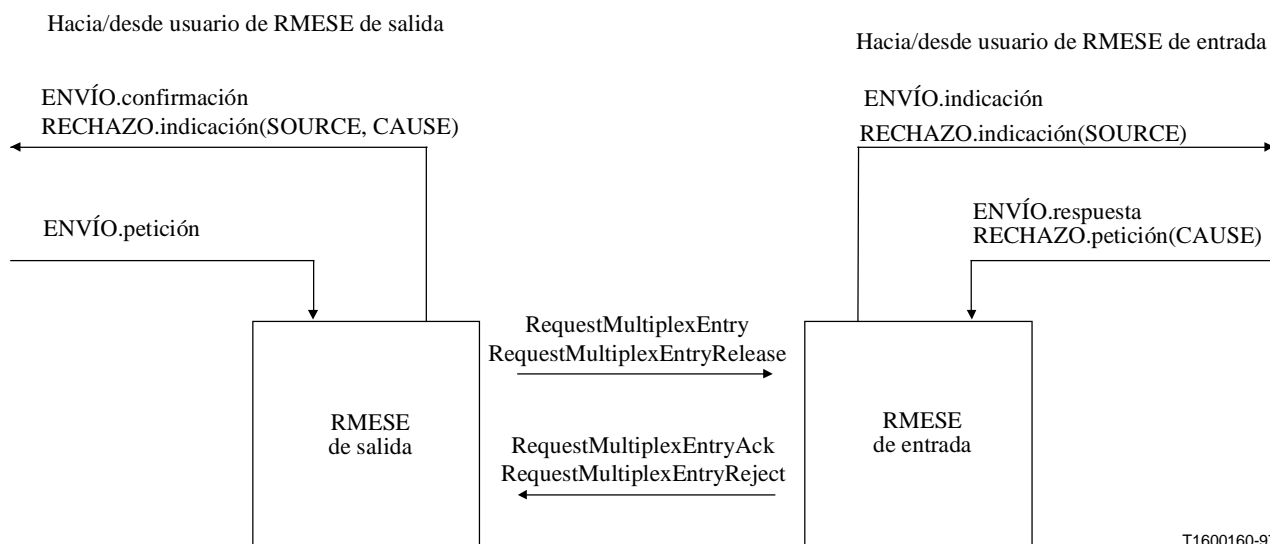 Hacia/desde usuario de RMESE de salida
Hacia/desde usuario de RMESE de entrada
ENVÍO.confirmación
RECHAZO.indicación(SOURCE, CAUSE)
ENVÍO.indicación
RECHAZO.indicación(SOURCE)
ENVÍO.petición
ENVÍO.respuesta
RECHAZO.petición(CAUSE)
RequestMultiplexEntry
RequestMultiplexEntryRelease
RMESE
de salida
RequestMultiplexEntryAck
RequestMultiplexEntryReject
RMESE
de entrada